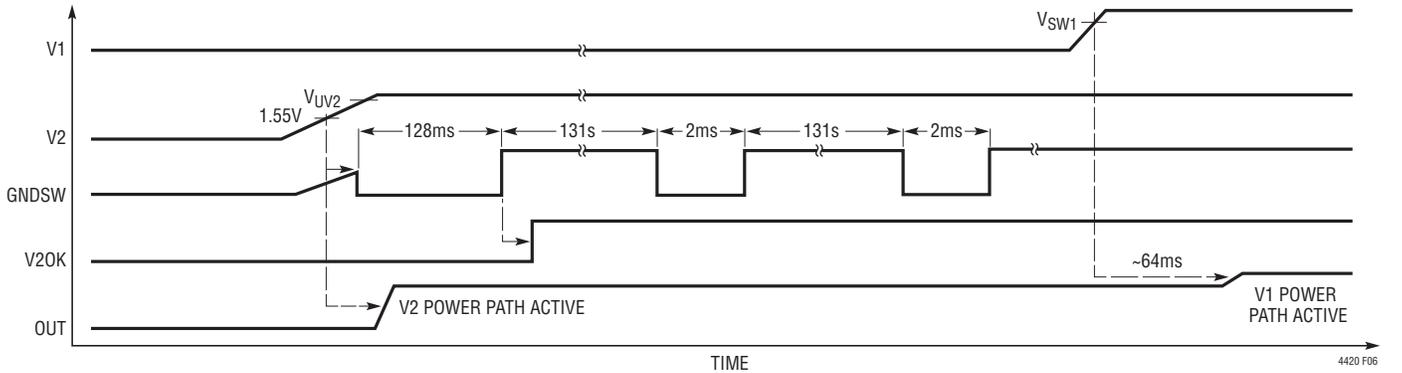 V1
VSW1
VUV2
1.55V
V2
128ms
131s
2ms
131s
2ms
GNDSW
V2OK
~64ms
V2 POWER PATH ACTIVE
V1 POWER
PATH ACTIVE
OUT
TIME
4420 F06